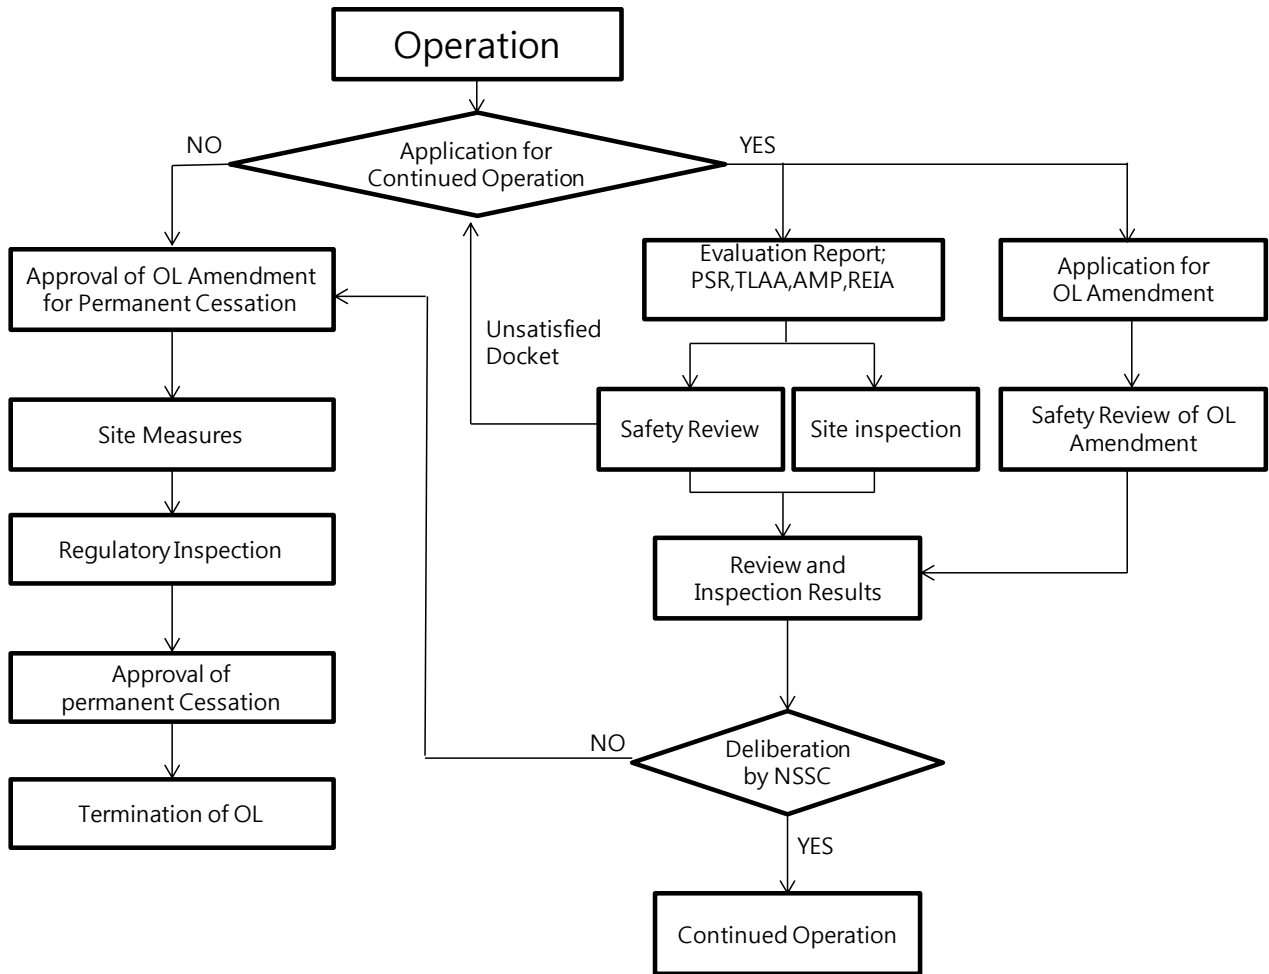 Operation
NO
YES
Application for
Continued Operation
Approval of OL Amendment
for Permanent Cessation
Evaluation Report;
PSR,TLAA,AMP,REIA
Application for
OL Amendment
Unsatisfied
Docket
Site Measures
Safety Review
Site inspection
Safety Review of OL
Amendment
Regulatory Inspection
Review and
Inspection Results
Approval of
permanent Cessation
NO
Deliberation
by NSSC
Termination of OL
YES
Continued Operation